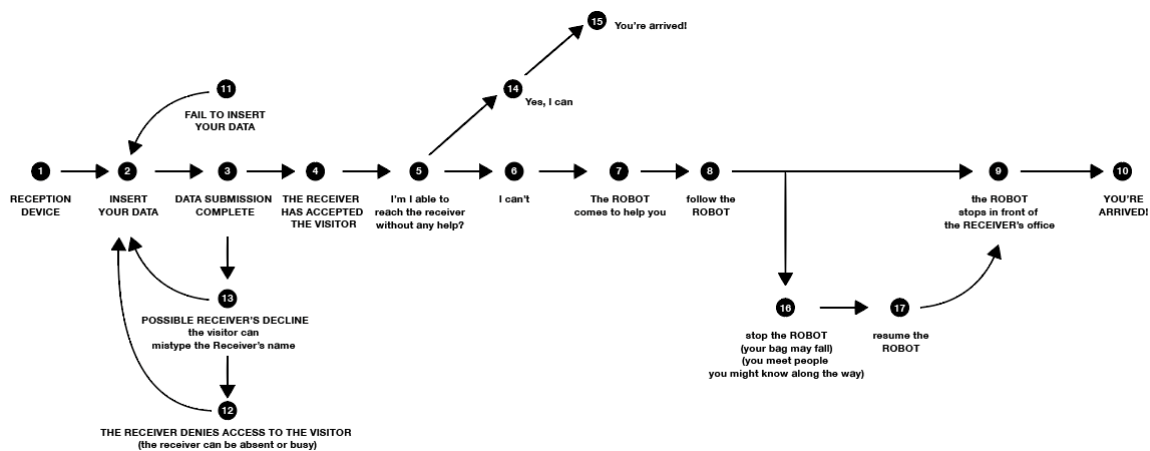 15
You're arrived!
11
FAIL TO INSERT
YOUR DATA
14
Yes, I can
1
RECEPTION
DEVICE
2
INSERT
YOUR DATA
3
DATA SUBMISSION
COMPLETE
4
THE RECEIVER
HAS ACCEPTED
THE VISITOR
5
I'm I able to
reach the receiver
without any help?
6
I can't
7
The ROBOT
comes to help you
8
follow the
ROBOT
9
the ROBOT
stops in front of
the RECEIVER's office
10
YOU'RE
ARRIVED!
13
POSSIBLE RECEIVER'S DECLINE
the visitor can
mistype the Receiver's name
16
stop the ROBOT
(your bag may fall)
(you meet people
you might know along the way)
17
resume the
ROBOT
12
THE RECEIVER DENIES ACCESS TO THE VISITOR
(the receiver can be absent or busy)